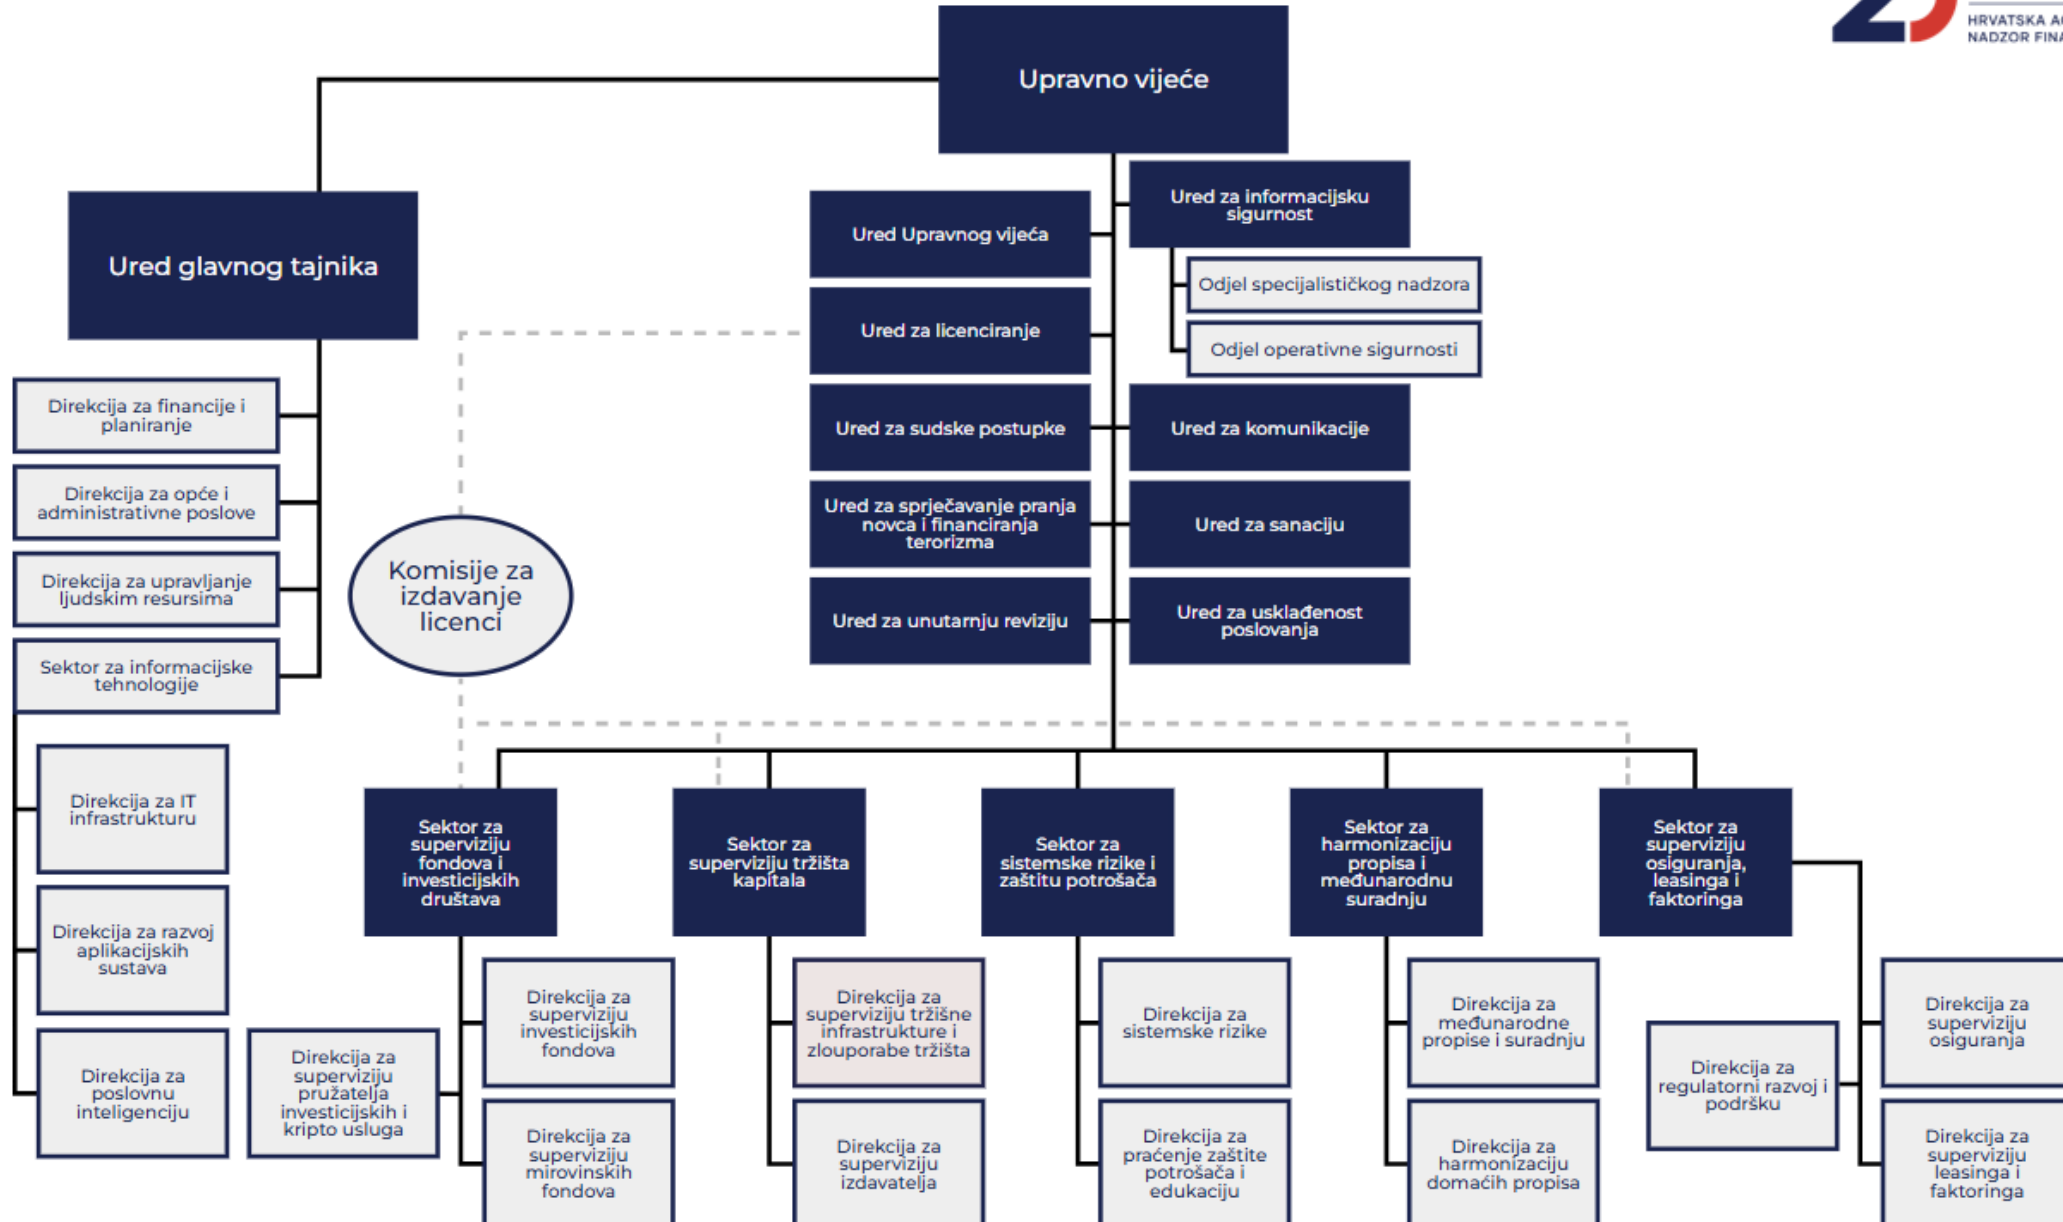 HRVATSKA
NADZOR
Upravno vijeće
Ured za informacijsku
sigurnost
Ured Upravnog vijeća
Ured glavnog tajnika
Odjel specijalističkog nadzora
Ured za licenciranje
Odjel operativne sigurnosti
Direkcija za financije i
planiranje
Ured za sudske postupke
Ured za komunikacije
Direkcija za opće i
administrativne poslove
Ured za sprječavanje pranja
novca i financiranja
terorizma
Ured za sanaciju
Direkcija za upravljanje
ljudskim resursima
Komisije za
izdavanje
licenci
Ured za unutarnju reviziju
Ured za usklađenost
poslovanja
Sektor za informacijske
tehnologije
Direkcija za IT
infrastrukturu
Sektor za
superviziju
fondova i
investicijskih
društava
Sektor za
superviziju tržišta
kapitala
Sektor za
sistemske rizike i
zaštitu potrošača
Sektor za
harmonizaciju
propisa i
međunarodnu
suradnju
Sektor za
superviziju
osiguranja,
leasinga i
faktoringa
Direkcija za razvoj
aplikacijskih
sustava
Direkcija za
superviziju
investicijskih
fondova
Direkcija za
superviziju tržišne
infrastrukture i
zlouporabe tržišta
Direkcija za
sistemske rizike
Direkcija za
međunarodne
propise i suradnju
Direkcija za
superviziju
osiguranja
Direkcija za
poslovnu
inteligenciju
Direkcija za
superviziju
pružatelja
investicijskih i
kripto usluga
Direkcija za
regulatorni razvoj i
podršku
Direkcija za
superviziju
mirovinskih
fondova
Direkcija za
superviziju
izdavatelja
Direkcija za
praćenje zaštite
potrošača i
edukaciju
Direkcija za
harmonizaciju
domaćih propisa
Direkcija za
superviziju
leasinga i
faktoringa